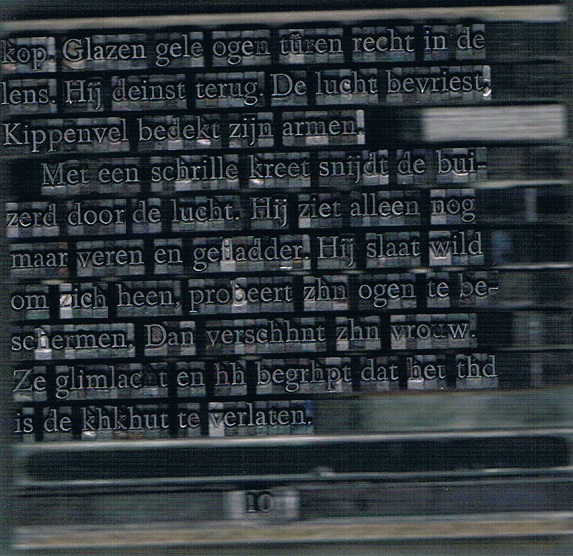 kop. Glazen gele ogen turen recht in de
lens. Hij deinst terug. De lucht bevriest,
Kippenvel bedekt zijn armen.
Met een schrille kreet snijdt de bui-
zerd door de lucht. Hij ziet alleen nog
maar veren en gefladder. Hij slaat wild
om zich heen, probeert zhn ogen te be-
schermen. Dan verschhnt zhn vrouw.
Ze glimlacht en hh begrhpt dat het thd
is de khkhut te verlaten.
10